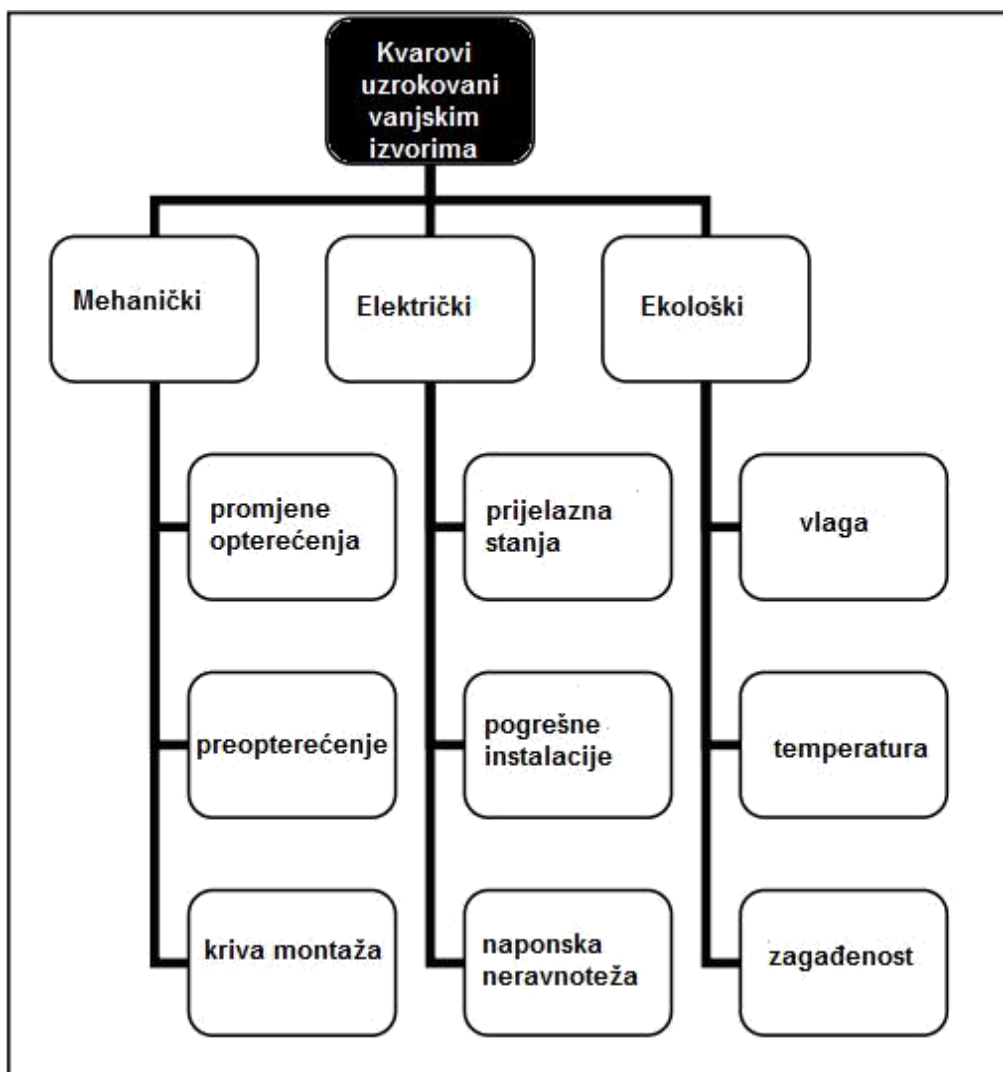 Kvarovi
uzrokovani
vanjskim
izvorima
Mehanički
Električki
Ekološki
promjene
opterećenja
prijelazna
stanja
vlaga
preopterećenje
pogrešne
instalacije
temperatura
kriva montaža
naponska
neravnoteža
zagađenost